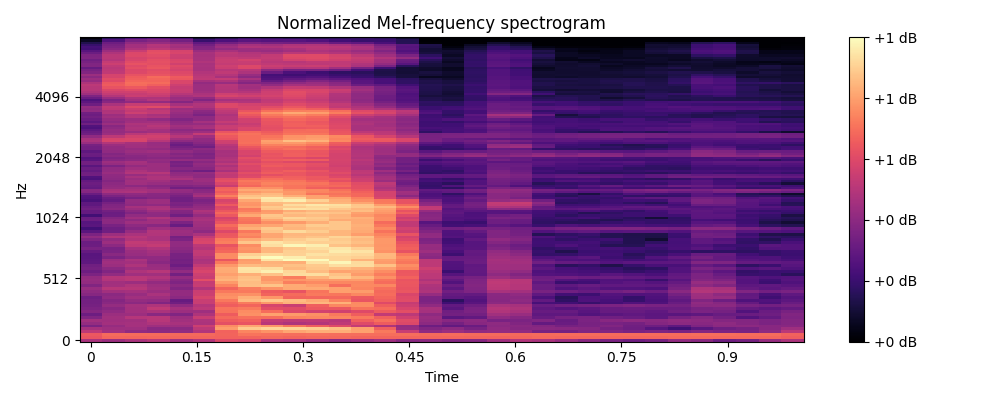 Normalized Mel-frequency spectrogram
Hz
4096
2048
1024
512
0
0 0.15 0.3 0.45 0.6 0.75 0.9
Time
+1 dB
+1 dB
+1 dB
+0 dB
+0 dB
+0 dB